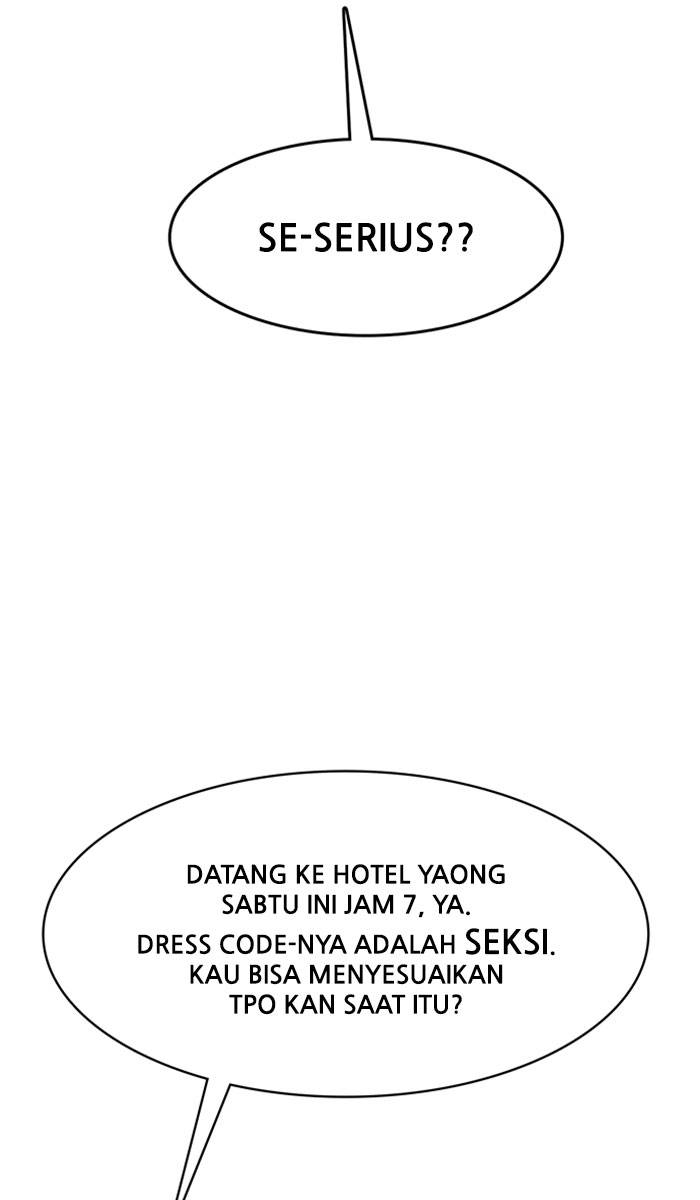 SE-SERIUS??
DATANG KE HOTEL YAONG
SABTU INI JAM 7, YA.
DRESS CODE-NYA ADALAH SEKSI.
KAU BISA MENYESUAIKAN
TPO KAN SAAT ITU?